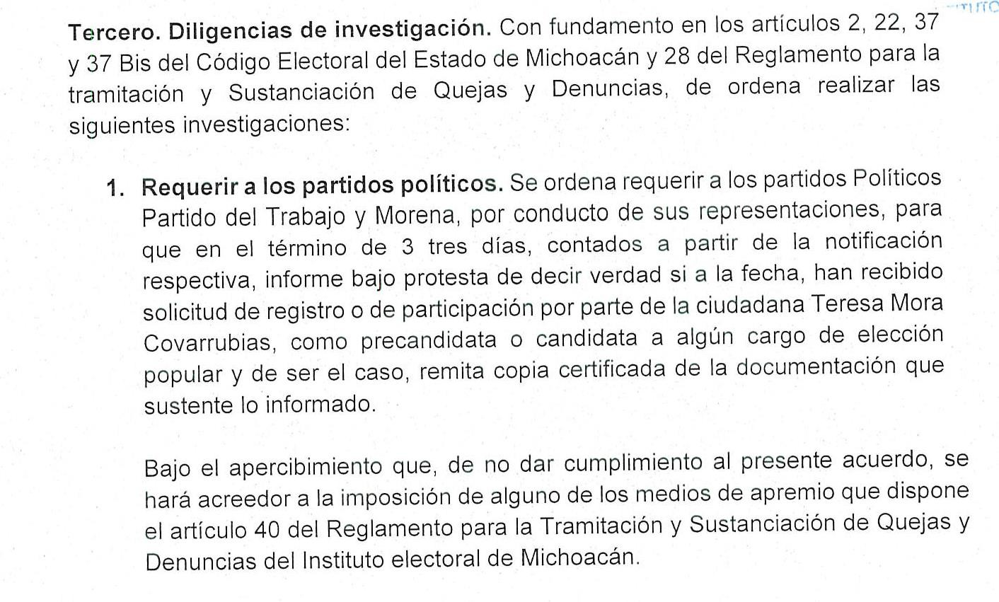 Tercero. Diligencias de investigación. Con fundamento en los artículos 2, 22, 37
y 37 Bis del Código Electoral del Estado de Michoacán y 28 del Reglamento para la
tramitación y Sustanciación de Quejas y Denuncias, de ordena realizar las
siguientes investigaciones:
1. Requerir a los partidos políticos. Se ordena requerir a los partidos Políticos
Partido del Trabajo y Morena, por conducto de sus representaciones, para
que en el término de 3 tres días, contados a partir de la notificación
respectiva, informe bajo protesta de decir verdad si a la fecha, han recibido
solicitud de registro o de participación por parte de la ciudadana Teresa Mora
Covarrubias, como precandidata o candidata a algún cargo de elección
popular y de ser el caso, remita copia certificada de la documentación que
sustente lo informado.
Bajo el apercibimiento que, de no dar cumplimiento al presente acuerdo, se
hará acreedor a la imposición de alguno de los medios de apremio que dispone
el artículo 40 del Reglamento para la Tramitación y Sustanciación de Quejas y
Denuncias del Instituto electoral de Michoacán.